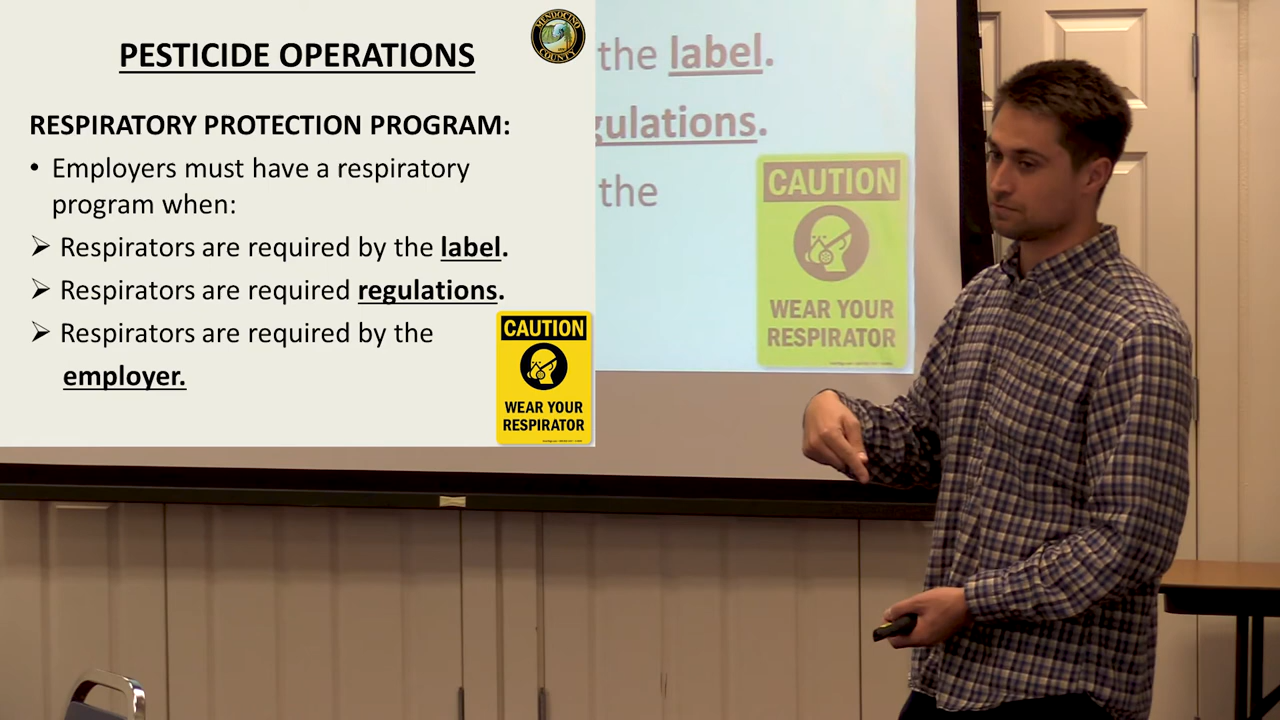 PESTICIDE OPERATIONS
MENDOCINO
COUNTY
RESPIRATORY PROTECTION PROGRAM:
• Employers must have a respiratory
program when:
➢ Respirators are required by the label.
➢ Respirators are required regulations.
➢ Respirators are required by the
employer.
CAUTION
WEAR YOUR
RESPIRATOR
the label.
gulations.
the
CAUTION
WEAR YOUR
RESPIRATOR